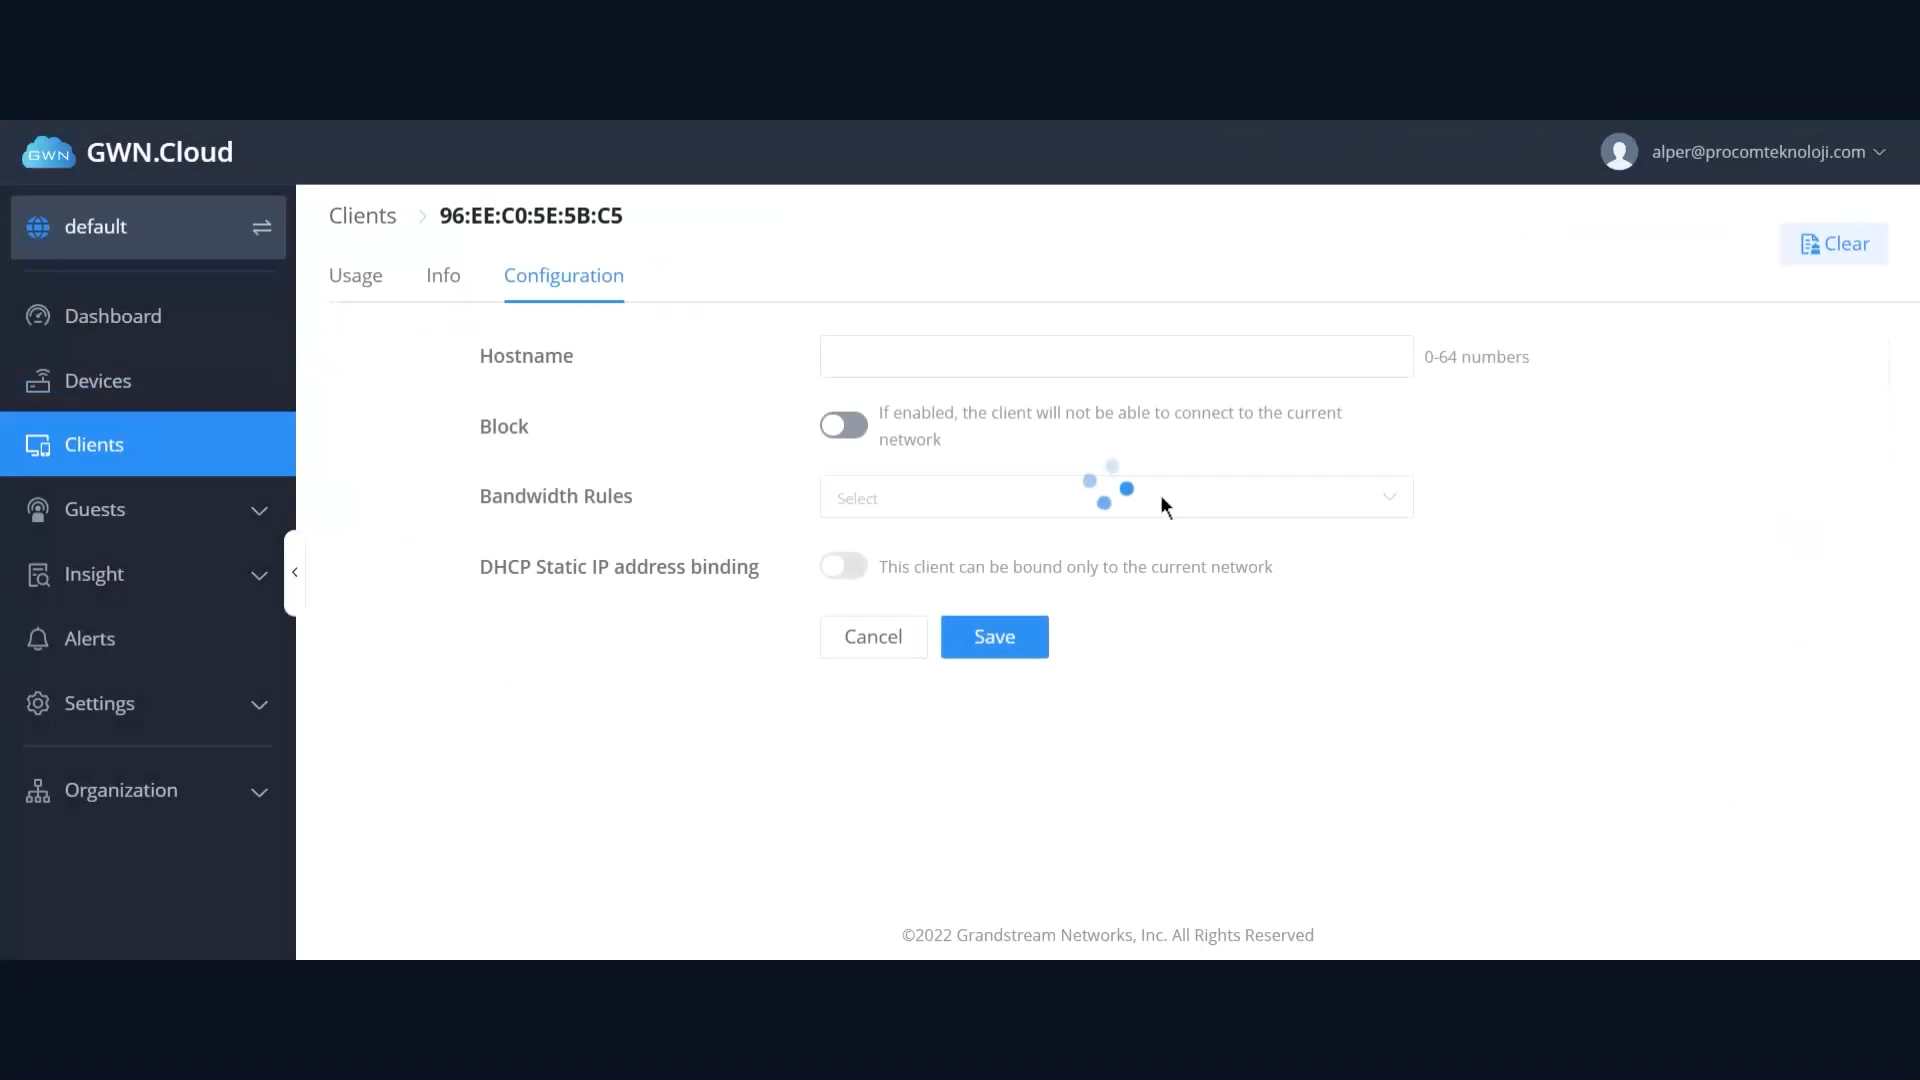 GWN
GWN.Cloud
alper@procomteknoloji.com
default
Dashboard
Devices
Clients
Guests
Insight
Alerts
Settings
Organization
Clients > 96:EE:C0:5E:5B:C5
Clear
Usage
Info
Configuration
Hostname
0-64 numbers
Block
If enabled, the client will not be able to connect to the current
network
Bandwidth Rules
Select
DHCP Static IP address binding
This client can be bound only to the current network
Cancel
Save
©2022 Grandstream Networks, Inc. All Rights Reserved